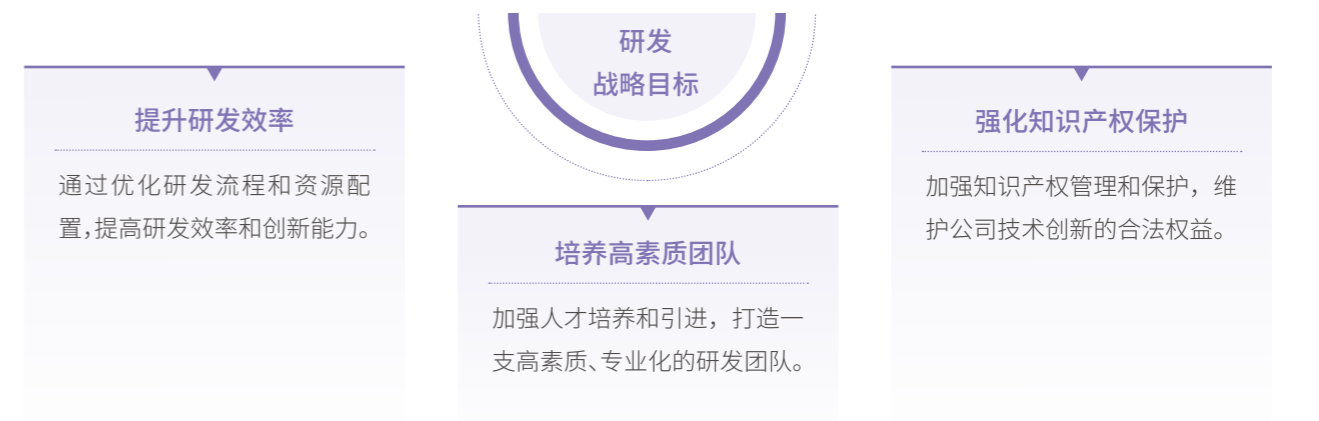 研发
战略目标
提升研发效率
通过优化研发流程和资源配
置,提高研发效率和创新能力。
培养高素质团队
加强人才培养和引进，打造一
支高素质、专业化的研发团队。
强化知识产权保护
加强知识产权管理和保护，维
护公司技术创新的合法权益。